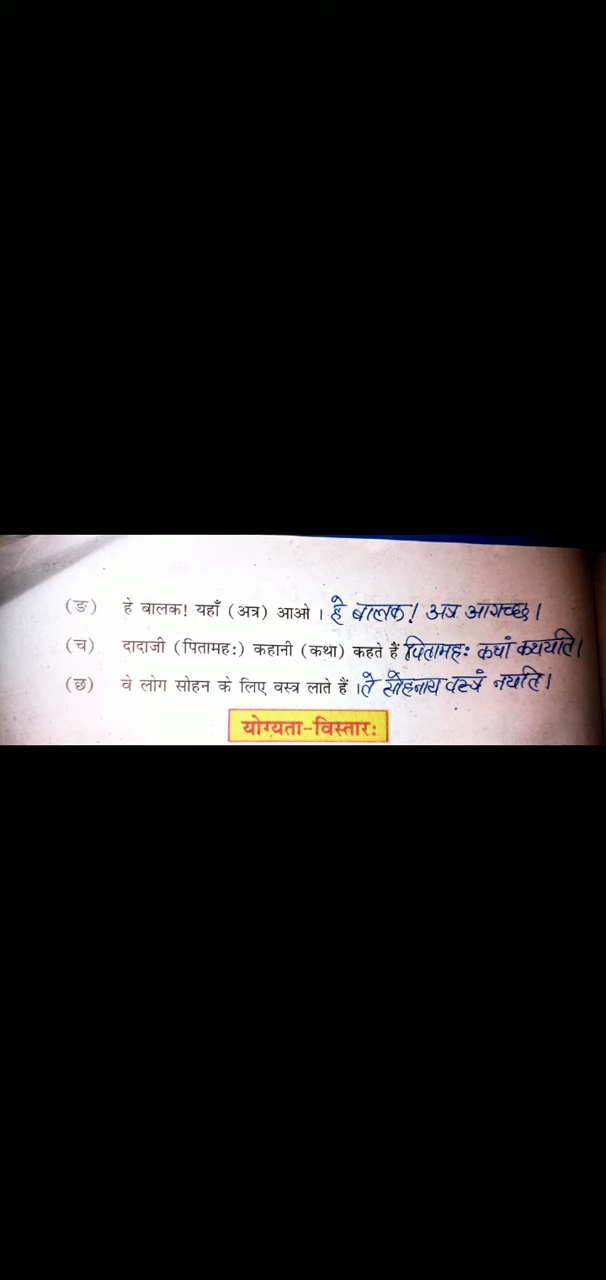 (ङ) हे बालक! यहाँ (अत्र) आओ । हे बालक! अत्र आगच्छ।
(च) दादाजी (पितामहः) कहानी (कथा) कहते हैं पितामहः कथां कथयति।
(छ) वे लोग सोहन के लिए वस्त्र लाते हैं । ते सोहनाय वस्त्रं नयति।
योग्यता-विस्तारः